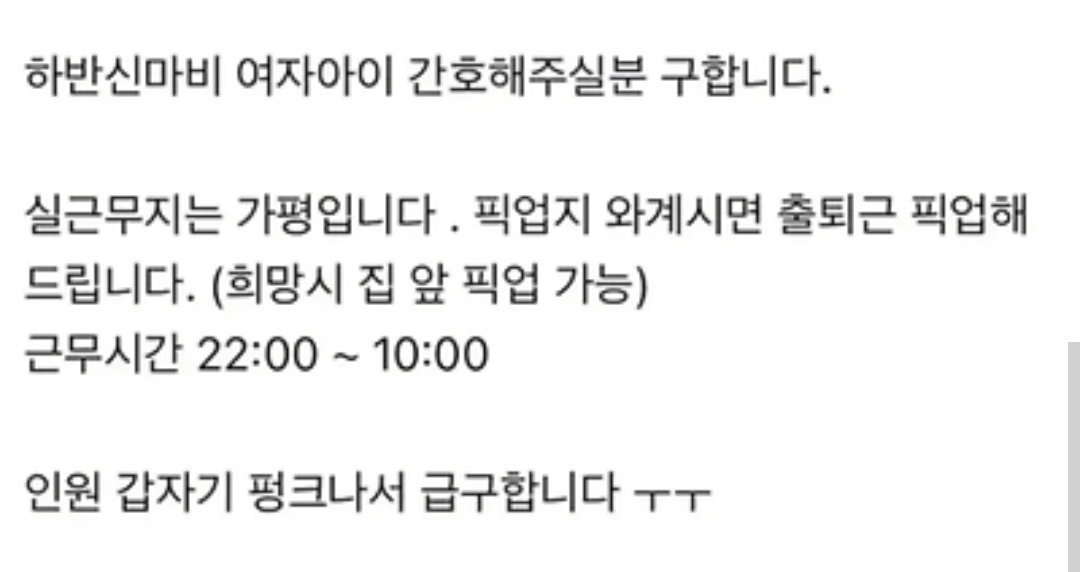 하반신마비 여자아이 간호해주실분 구합니다.
실근무지는 가평입니다 . 픽업지 와계시면 출퇴근 픽업해
드립니다. (희망시 집 앞 픽업 가능)
근무시간 22:00 ~ 10:00
인원 갑자기 펑크나서 급구합니다 ㅜㅜ